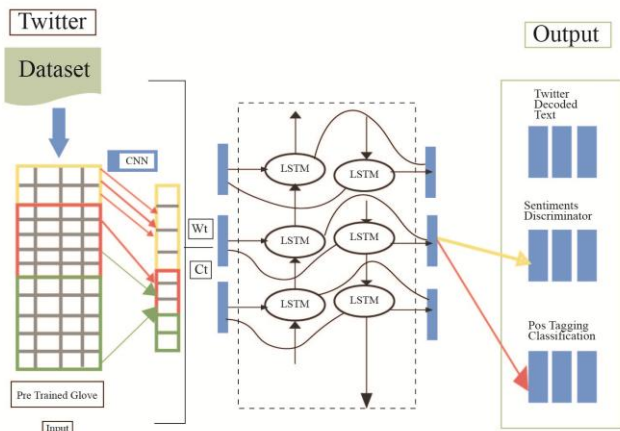 Twitter
Dataset
CNN
Pre Trained Glove
Input
Wt
Ct
LSTM
LSTM
LSTM
LSTM
LSTM
LSTM
Output
Twitter
Decoded
Text
Sentiments
Discriminator
Pos Tagging
Classification